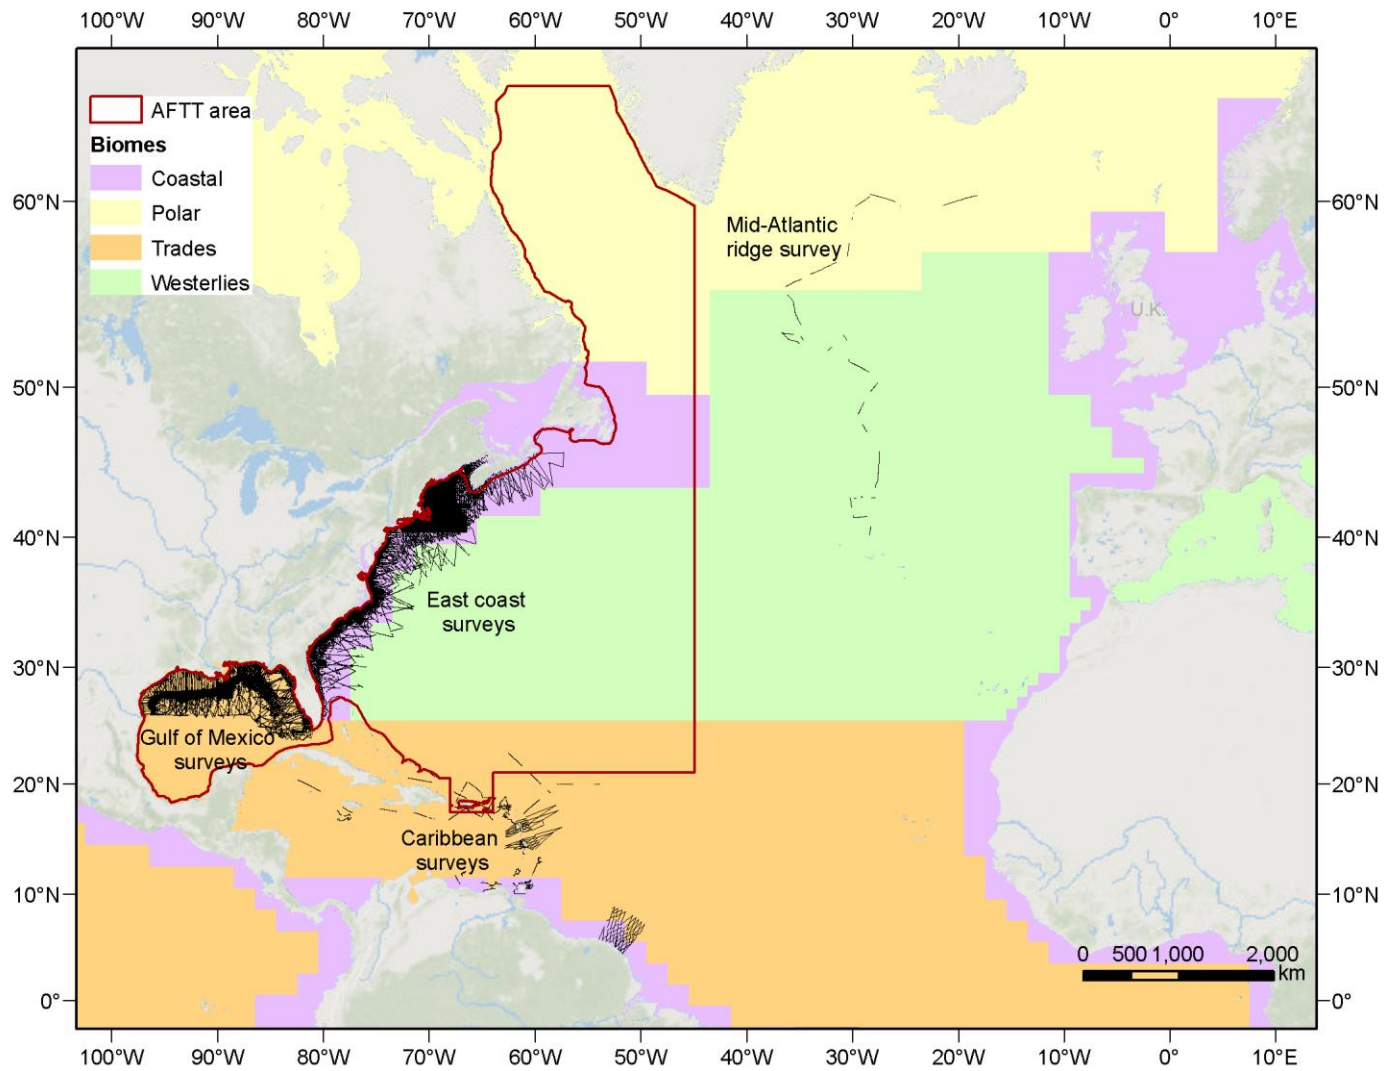 100°W 90°W 80°W 70°W 60°W 50°W 40°W 30°W 20°W 10°W 0° 10°E
AFTT area
Biomes
Coastal
Polar
Trades
Westerlies
60°N
60°N
Mid-Atlantic
ridge survey
U.K.
50°N
50°N
40°N
40°N
East coast
surveys
30°N
30°N
Gulf of Mexico
surveys
20°N
20°N
Caribbean
surveys
10°N
10°N
0 500 1,000 2,000
km
0°
0°
100°W 90°W 80°W 70°W 60°W 50°W 40°W 30°W 20°W 10°W 0° 10°E